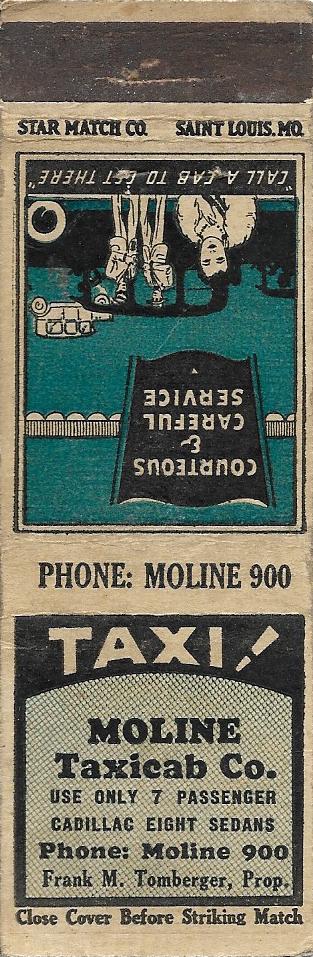 STAR MATCH CO. SAINT LOUIS. MO.
"CALL A CAB TO GET THERE"
COURTEOUS
&
CAREFUL
SERVICE
PHONE: MOLINE 900
TAXI!
MOLINE
Taxicab Co.
USE ONLY 7 PASSENGER
CADILLAC EIGHT SEDANS
Phone: Moline 900
Frank M. Tomberger, Prop.
Close Cover Before Striking Match